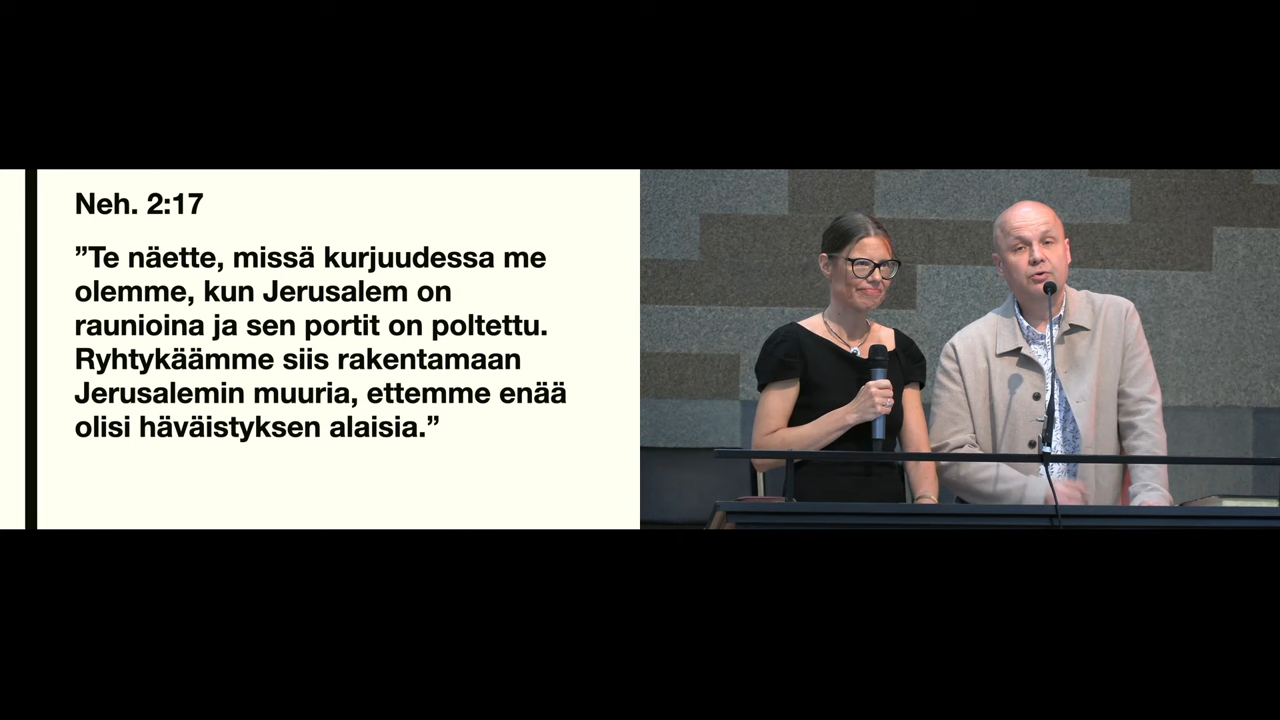 Neh. 2:17
”Te näette, missä kurjuudessa me
olemme, kun Jerusalem on
raunioina ja sen portit on poltettu.
Ryhtykäämme siis rakentamaan
Jerusalemin muuria, ettemme enää
olisi häväistyksen alaisia.”